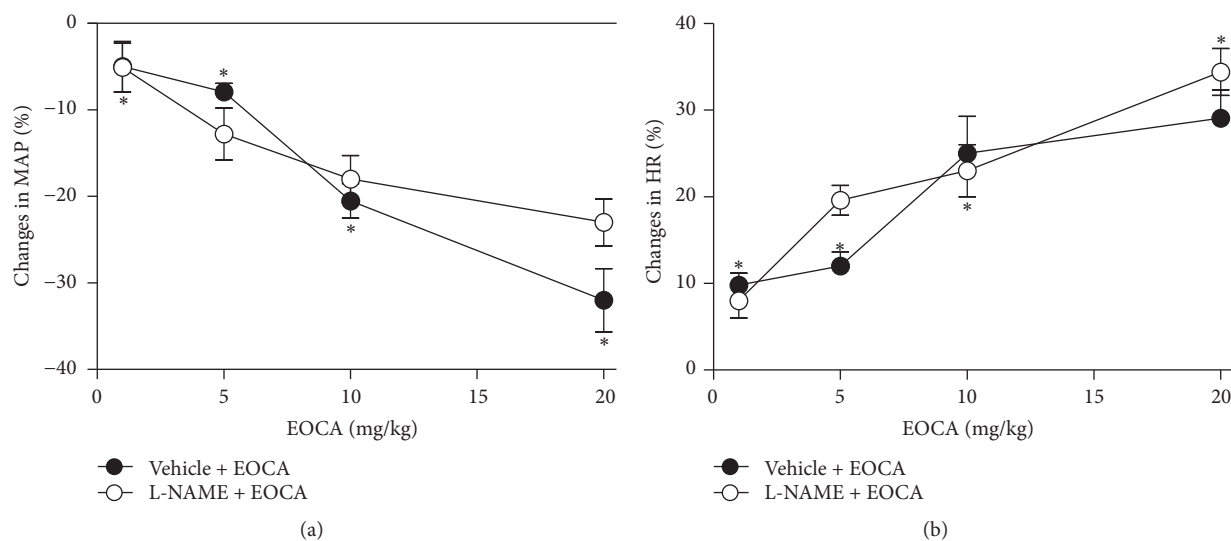 0
−10
−20
−30
−40
Changes in MAP (%)
*
*
*
*
0
5
10
15
20
EOCA (mg/kg)
Vehicle + EOCA
L-NAME + EOCA
(a)
40
30
20
10
0
Changes in HR (%)
*
*
*
*
0
5
10
15
20
EOCA (mg/kg)
Vehicle + EOCA
L-NAME + EOCA
(b)